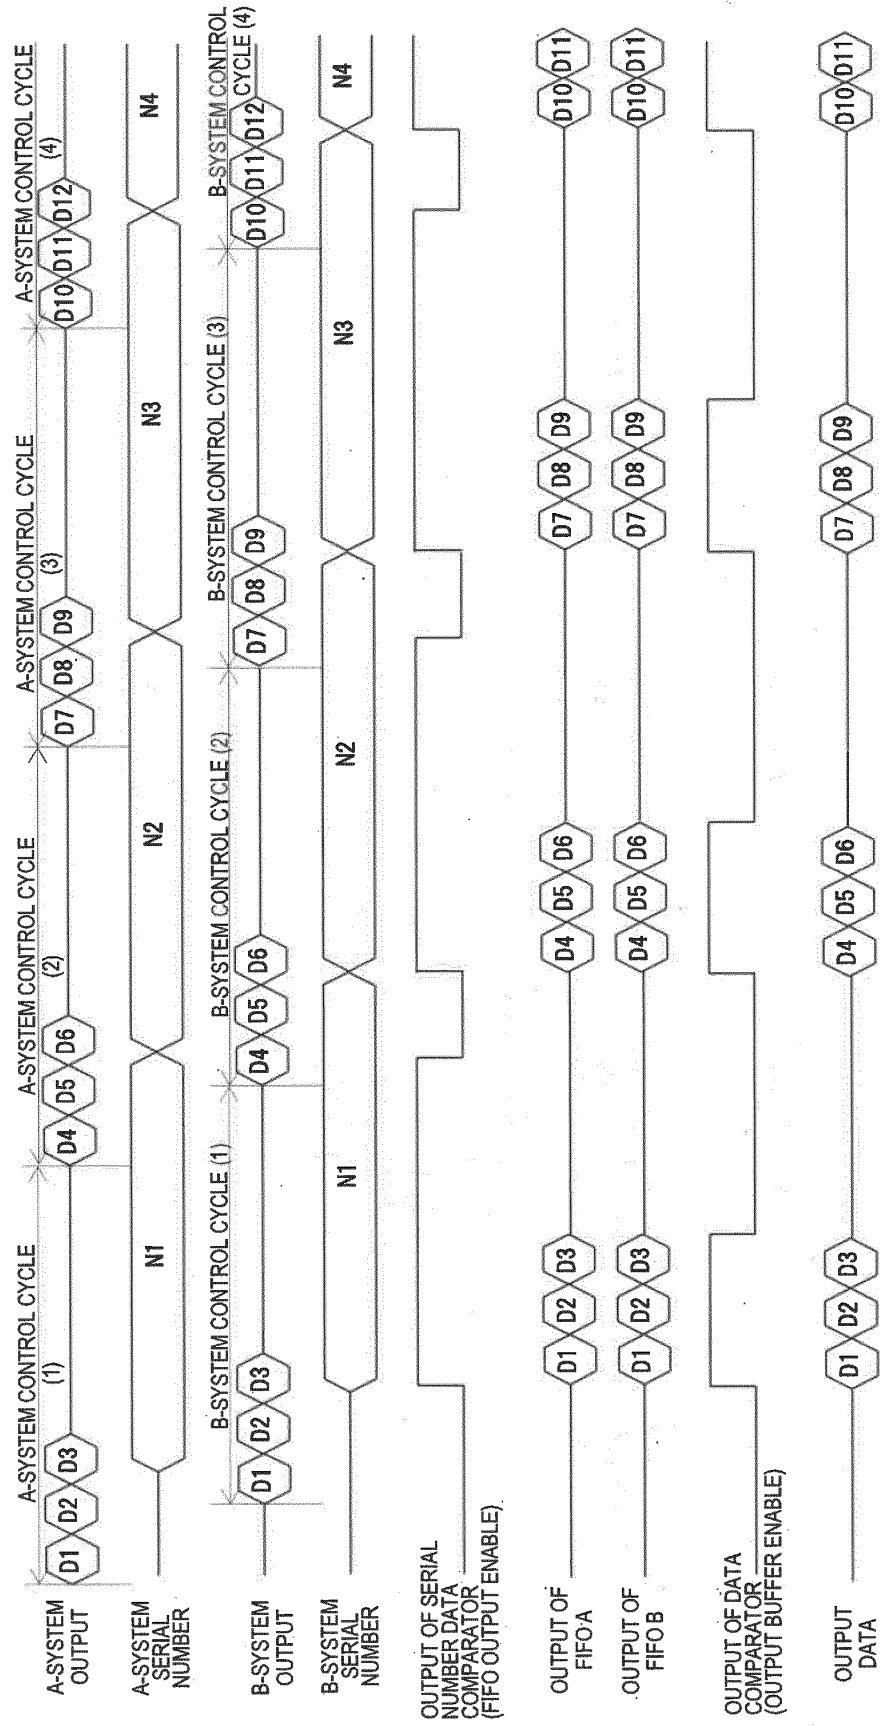 A-SYSTEM CONTROL CYCLE
(1)
A-SYSTEM CONTROL CYCLE
(2)
A-SYSTEM CONTROL CYCLE
(3)
A-SYSTEM CONTROL CYCLE
(4)
A-SYSTEM
OUTPUT
D1 D2 D3 D4 D5 D6 D7 D8 D9 D10 D11 D12
A-SYSTEM
SERIAL
NUMBER
N1 N2 N3 N4
B-SYSTEM CONTROL CYCLE (1)
B-SYSTEM CONTROL CYCLE (2)
B-SYSTEM CONTROL CYCLE (3)
B-SYSTEM CONTROL
CYCLE (4)
B-SYSTEM
OUTPUT
D1 D2 D3 D4 D5 D6 D7 D8 D9 D10 D11 D12
B-SYSTEM
SERIAL
NUMBER
N1 N2 N3 N4
OUTPUT OF SERIAL
NUMBER DATA
COMPARATOR
(FIFO OUTPUT ENABLE)
OUTPUT OF
FIFO A
D1 D2 D3 D4 D5 D6 D7 D8 D9 D10 D11
OUTPUT OF
FIFO B
D1 D2 D3 D4 D5 D6 D7 D8 D9 D10 D11
OUTPUT OF DATA
COMPARATOR
(OUTPUT BUFFER ENABLE)
OUTPUT
DATA
D1 D2 D3 D4 D5 D6 D7 D8 D9 D10 D11